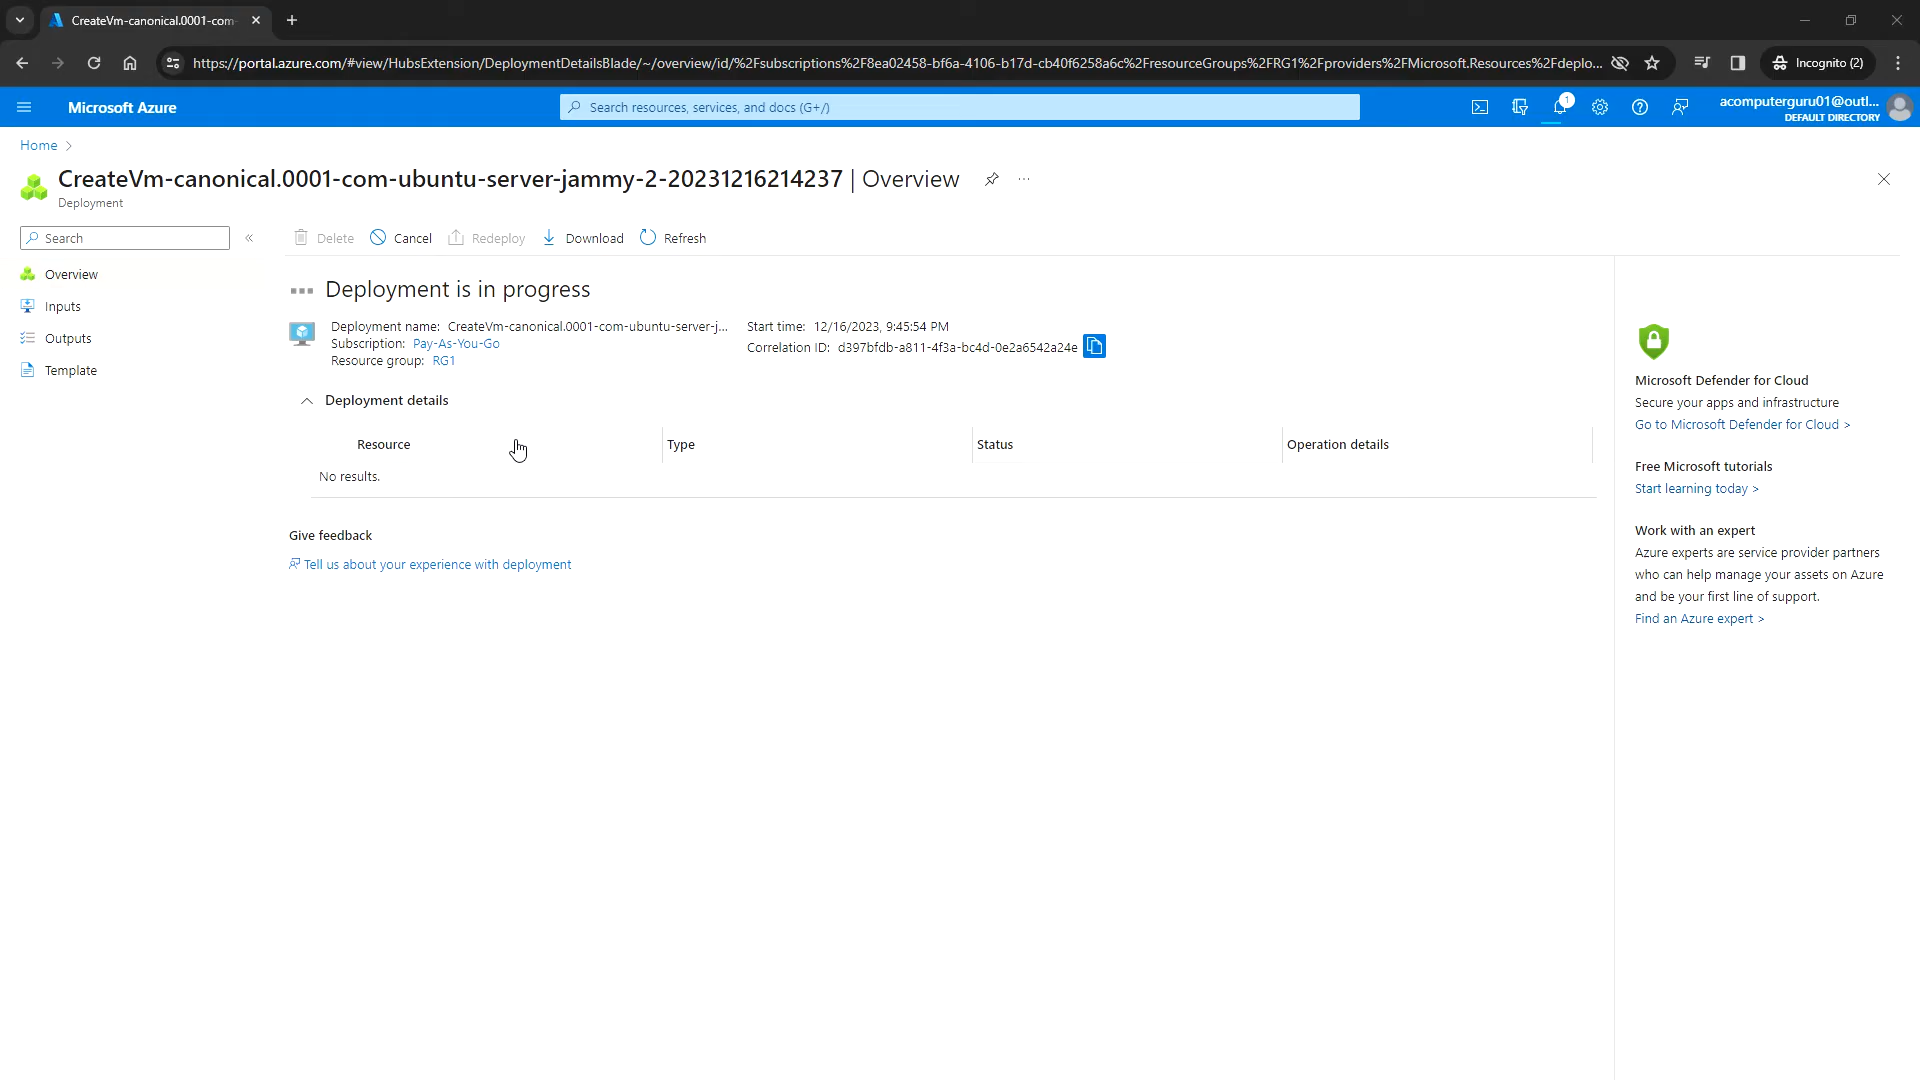 CreateVm-canonical.0001-com-
https://portal.azure.com/#view/HubsExtension/DeploymentDetailsBlade/~/overview/id/%2Fsubscriptions%2F8ea02458-bf6a-4106-b17d-cb40f6258a6c%2FresourceGroups%2FRG1%2Fproviders%2FMicrosoft.Resources%2Fdeplo...
Incognito (2)
Microsoft Azure
Search resources, services, and docs (G+/)
1
acomputerguru01@outl...
DEFAULT DIRECTORY
Home
CreateVm-canonical.0001-com-ubuntu-server-jammy-2-20231216214237 | Overview
Deployment
Search
Delete Cancel Redeploy Download Refresh
Overview
Inputs
Outputs
Template
Deployment is in progress
Deployment name: CreateVm-canonical.0001-com-ubuntu-server-j...
Subscription: Pay-As-You-Go
Resource group: RG1
Start time: 12/16/2023, 9:45:54 PM
Correlation ID: d397bfdb-a811-4f3a-bc4d-0e2a6542a24e
Deployment details
Resource Type Status Operation details
No results.
Give feedback
Tell us about your experience with deployment
Microsoft Defender for Cloud
Secure your apps and infrastructure
Go to Microsoft Defender for Cloud >
Free Microsoft tutorials
Start learning today >
Work with an expert
Azure experts are service provider partners
who can help manage your assets on Azure
and be your first line of support.
Find an Azure expert >